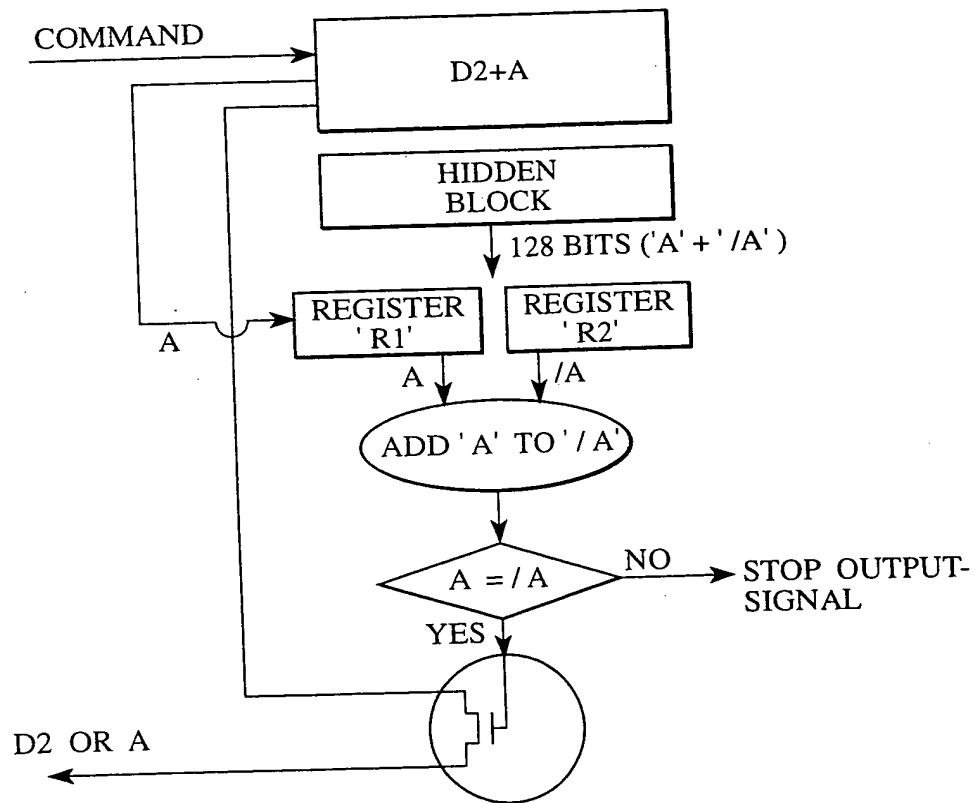 COMMAND
D2+A
HIDDEN
BLOCK
128 BITS ('A' + '/A')
REGISTER
'R1'
REGISTER
'R2'
A
A
/A
ADD 'A' TO '/A'
A = / A
NO
STOP OUTPUT-
SIGNAL
YES
D2 OR A